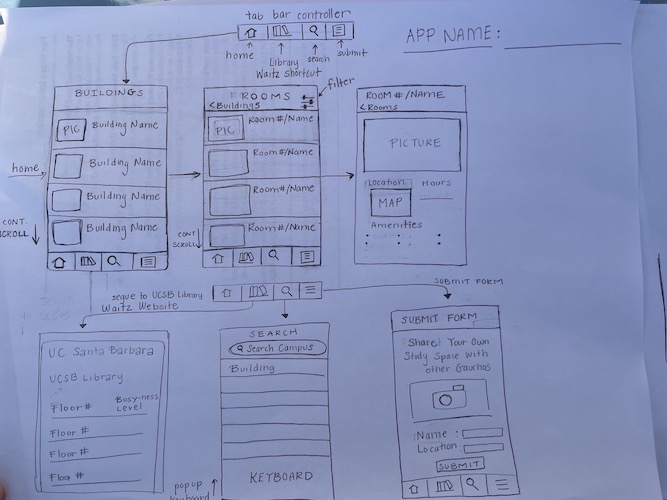 tab bar controller
APP NAME:
home
Library
Waitz shortcut
search
submit
filter
BUILDINGS
PIC Building Name
Building Name
Building Name
Building Name
home
CONT.
SCROLL
ROOMS
< Buildings
PIC Room#/Name
Room#/Name
Room#/Name
Room#/Name
CONT.
SCROLL
ROOM #/NAME
< Rooms
PICTURE
Location Hours
MAP
Amenities
segue to UCSB Library
Waitz Website
SUBMIT FORM
UC Santa Barbara
UCSB Library
Floor # Busy-ness
Level
Floor #
Floor #
Floor #
SEARCH
Search Campus
Building
KEYBOARD
popup
keyboard
SUBMIT FORM
Share! Your Own
Study Space with
other Gauchos
Name:
Location:
SUBMIT